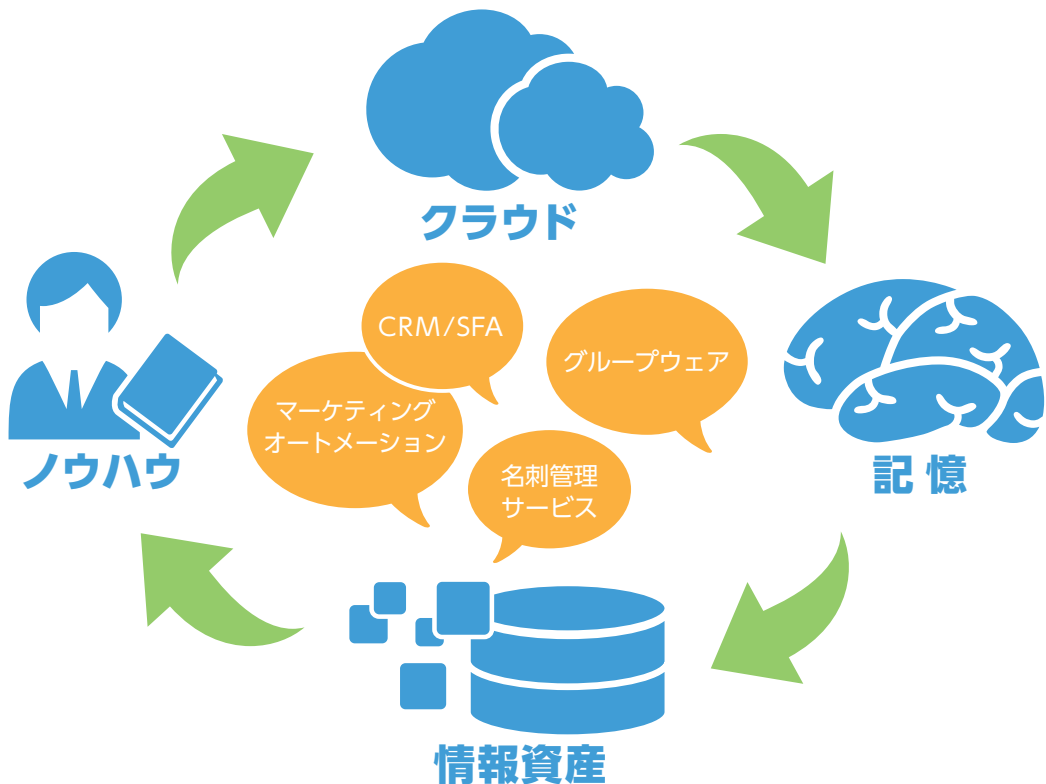 クラウド
CRM/SFA
グループウェア
マーケティング
オートメーション
名刺管理
サービス
ノウハウ
記憶
情報資産